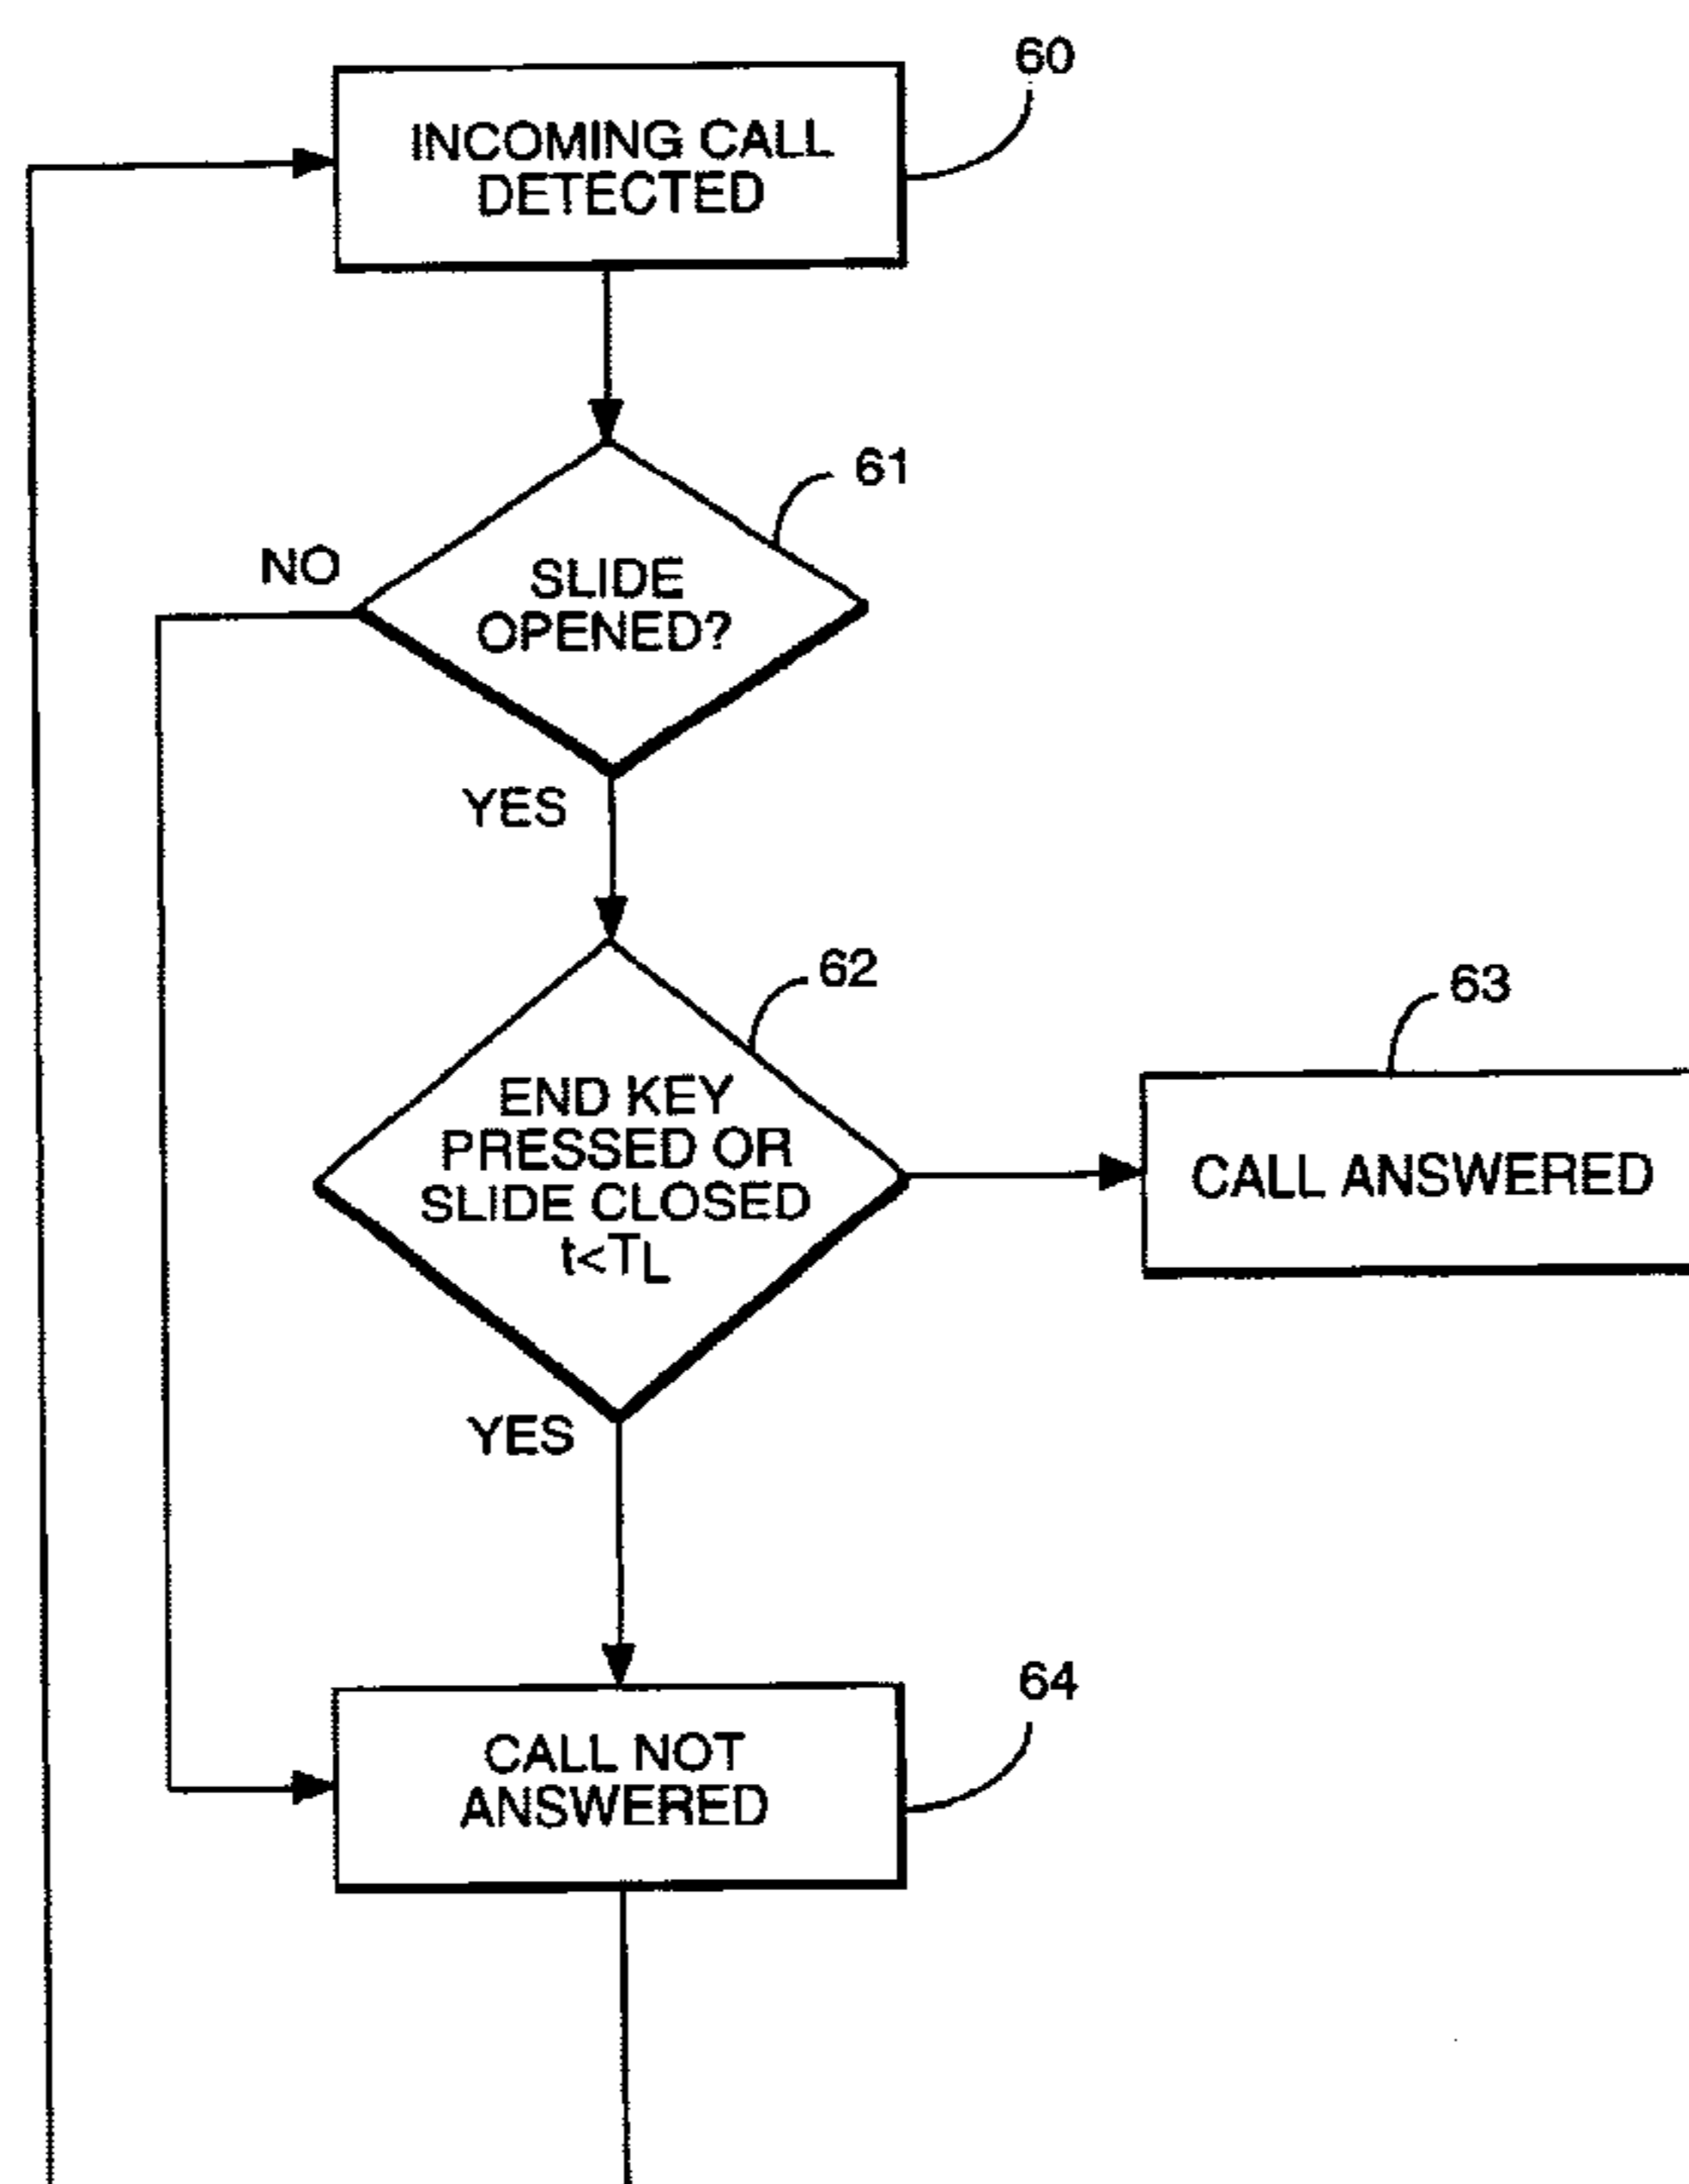 60
INCOMING CALL
DETECTED
61
NO
SLIDE
OPENED?
YES
62
63
END KEY
PRESSED OR
SLIDE CLOSED
t<TL
CALL ANSWERED
YES
64
CALL NOT
ANSWERED